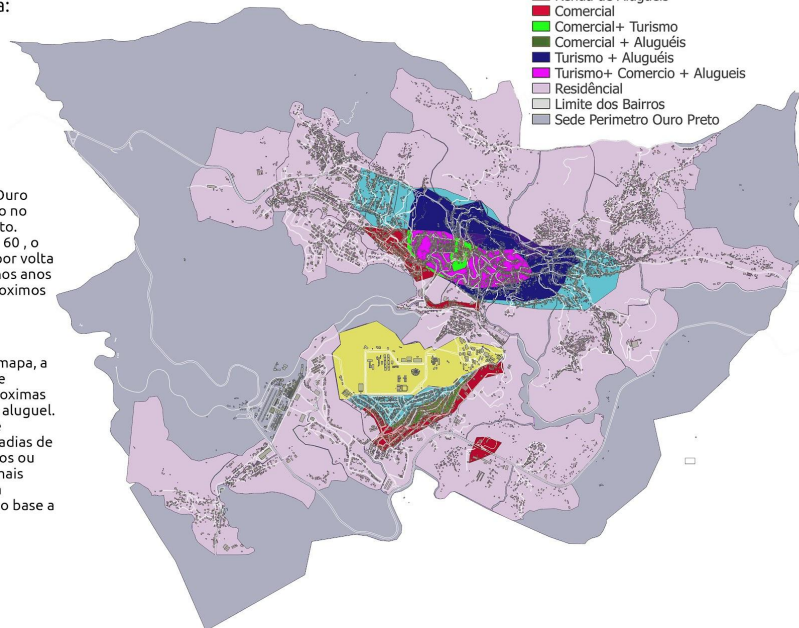 a:
Comercial
Comercial+ Turismo
Comercial + Aluguéis
Turismo + Aluguéis
Turismo+ Comercio + Alugueis
Residêncial
Limite dos Bairros
Sede Perimetro Ouro Preto
Ouro
o no
to.
60 , o
por volta
nos anos
oximos
mapa, a
e
oximas
aluguel.
e
adias de
os ou
mais
a
o base a